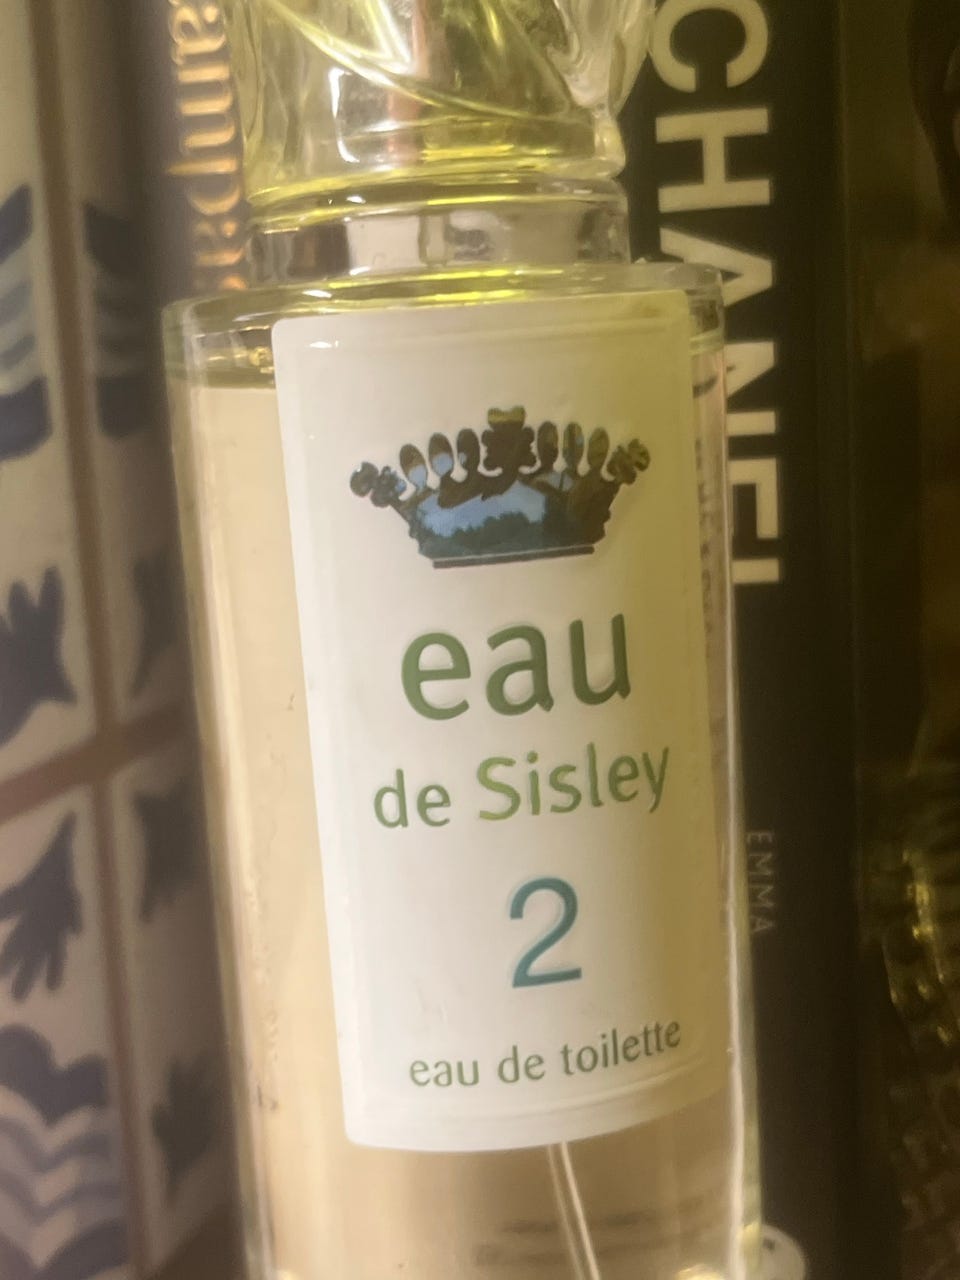 CHANEL
EMMA
eau
de Sisley
2
eau de toilette